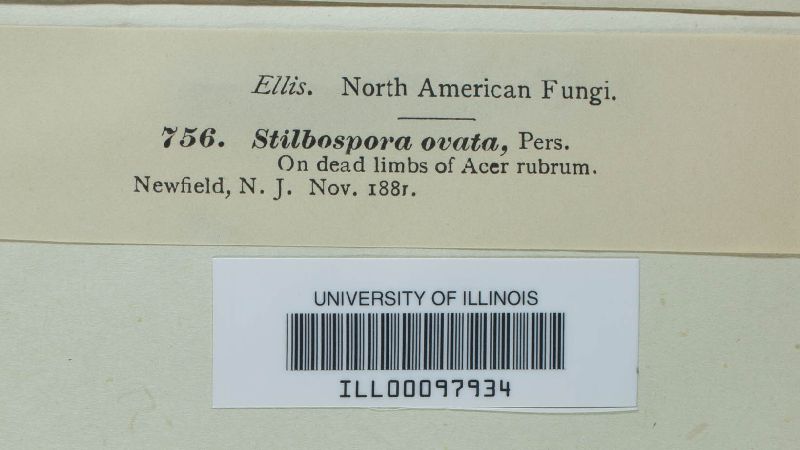 Ellis. North American Fungi.
756. Stilbospora ovata, Pers.
On dead limbs of Acer rubrum.
Newfield, N. J. Nov. 1881.
UNIVERSITY OF ILLINOIS
ILL00097934